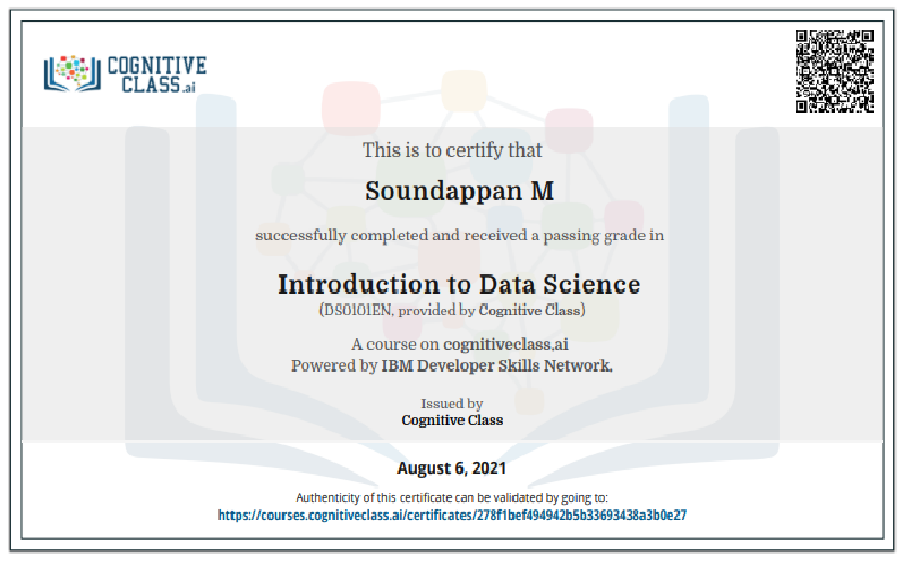 COGNITIVE
CLASS.ai
This is to certify that
Soundappan M
successfully completed and received a passing grade in
Introduction to Data Science
(DS0101EN, provided by Cognitive Class)
A course on cognitiveclass.ai
Powered by IBM Developer Skills Network.
Issued by
Cognitive Class
August 6, 2021
Authenticity of this certificate can be validated by going to:
https://courses.cognitiveclass.ai/certificates/278f1bef494942b5b33693438a3b0e27